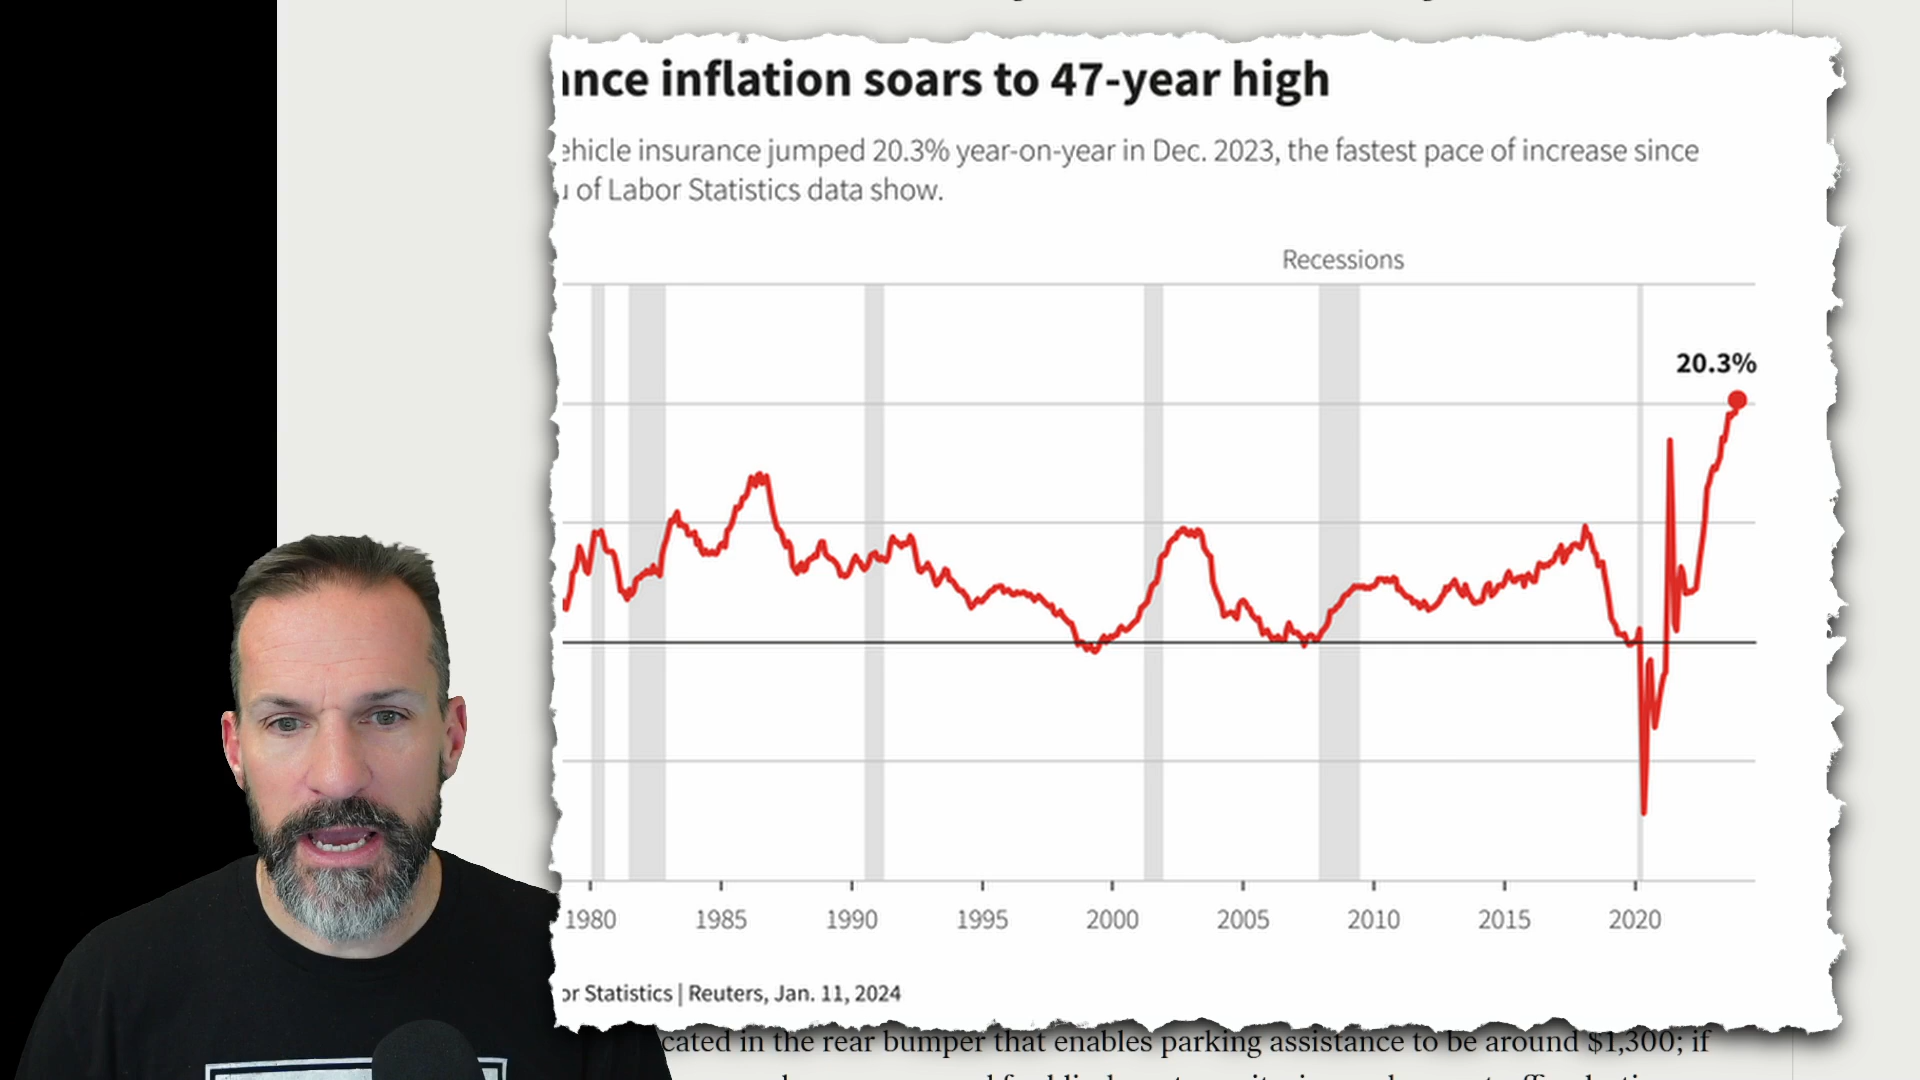 ance inflation soars to 47-year high
ehicle insurance jumped 20.3% year-on-year in Dec. 2023, the fastest pace of increase since
u of Labor Statistics data show.
Recessions
20.3%
1980 1985 1990 1995 2000 2005 2010 2015 2020
or Statistics | Reuters, Jan. 11, 2024
cated in the rear bumper that enables parking assistance to be around $1,300; if